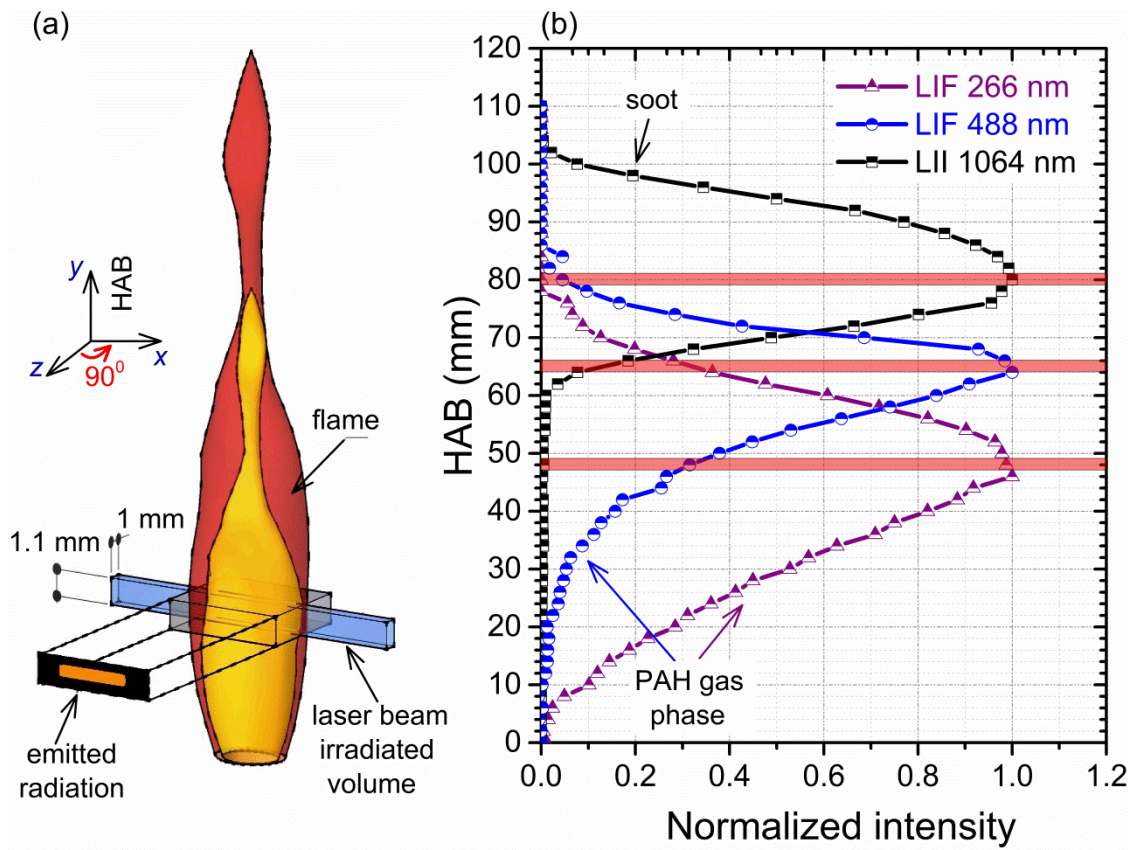 (a)
(b)
120
110
100
90
80
70
60
50
40
30
20
10
0
HAB (mm)
soot
LIF 266 nm
LIF 488 nm
LII 1064 nm
y
HAB
z
x
90⁰
flame
1 mm
1.1 mm
PAH gas
phase
emitted
radiation
laser beam
irradiated
volume
0.0 0.2 0.4 0.6 0.8 1.0 1.2
Normalized intensity